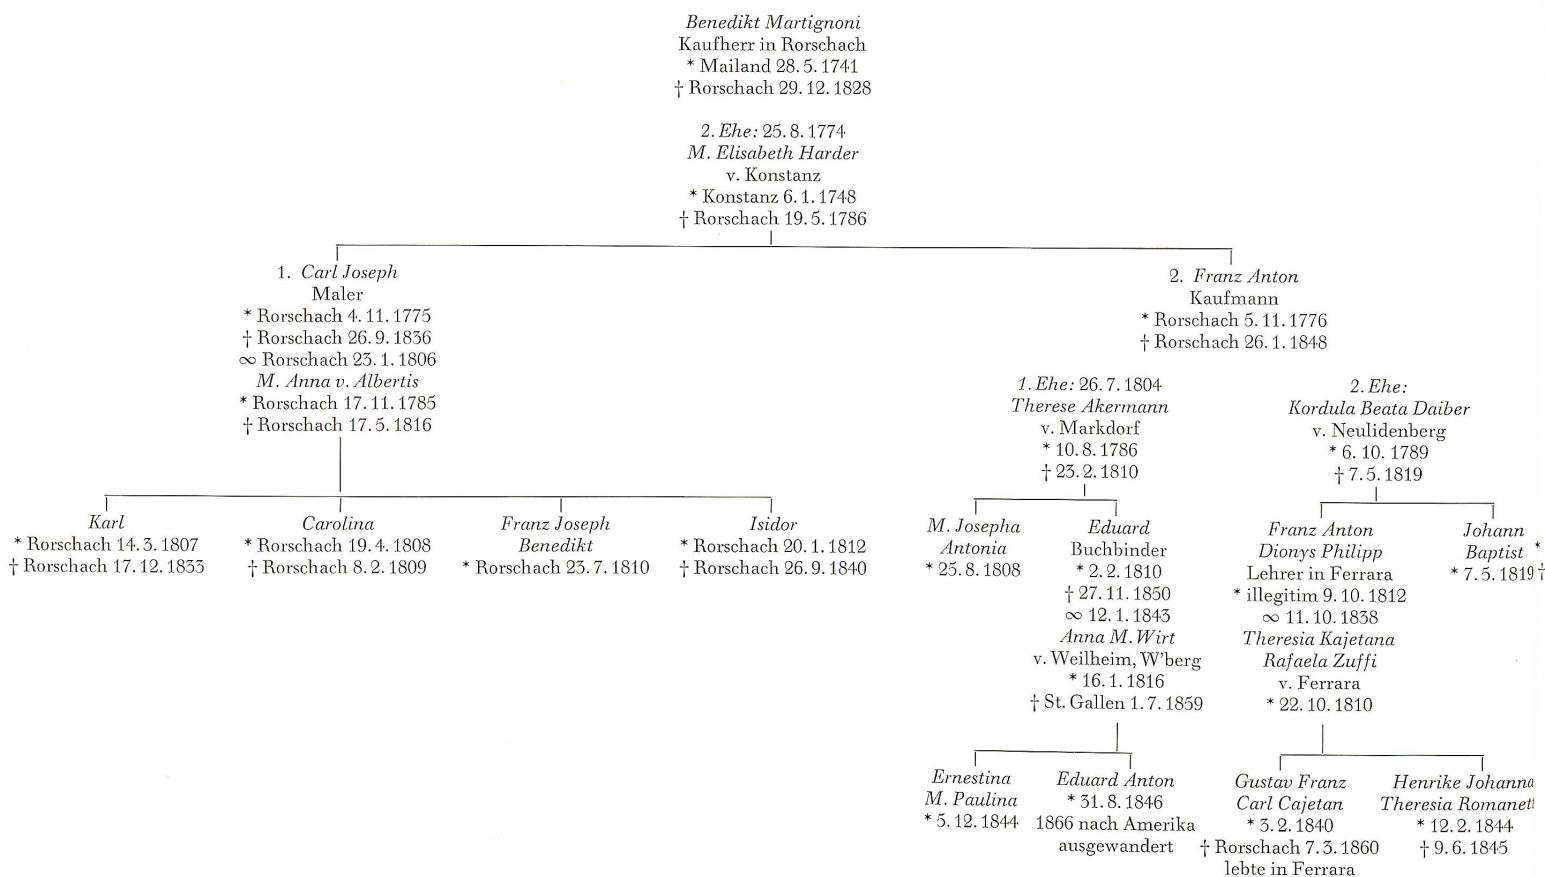 Benedikt Martignoni
Kaufherr in Rorschach
* Mailand 28. 5. 1741
† Rorschach 29. 12. 1828
2. Ehe: 25. 8. 1774
M. Elisabeth Harder
v. Konstanz
* Konstanz 6. 1. 1748
† Rorschach 19. 5. 1786
1. Carl Joseph
Maler
* Rorschach 4. 11. 1775
† Rorschach 26. 9. 1836
∞ Rorschach 23. 1. 1806
M. Anna v. Albertis
* Rorschach 17. 11. 1785
† Rorschach 17. 5. 1816
2. Franz Anton
Kaufmann
* Rorschach 5. 11. 1776
† Rorschach 26. 1. 1848
1. Ehe: 26. 7. 1804
Therese Akermann
v. Markdorf
* 10. 8. 1786
† 23. 2. 1810
2. Ehe:
Kordula Beata Daiber
v. Neulidenberg
* 6. 10. 1789
† 7. 5. 1819
Karl
* Rorschach 14. 3. 1807
† Rorschach 17. 12. 1833
Carolina
* Rorschach 19. 4. 1808
† Rorschach 8. 2. 1809
Franz Joseph
Benedikt
* Rorschach 23. 7. 1810
Isidor
* Rorschach 20. 1. 1812
† Rorschach 26. 9. 1840
M. Josepha
Antonia
* 25. 8. 1808
Eduard
Buchbinder
* 2. 2. 1810
† 27. 11. 1850
∞ 12. 1. 1843
Anna M. Wirt
v. Weilheim, W'berg
* 16. 1. 1816
† St. Gallen 1. 7. 1859
Franz Anton
Dionys Philipp
Lehrer in Ferrara
* illegitim 9. 10. 1812
∞ 11. 10. 1838
Theresia Kajetana
Rafaela Zuffi
v. Ferrara
* 22. 10. 1810
Johann
Baptist *
* 7. 5. 1819 †
Ernestina
M. Paulina
* 5. 12. 1844
Eduard Anton
* 31. 8. 1846
1866 nach Amerika
ausgewandert
Gustav Franz
Carl Cajetan
* 3. 2. 1840
† Rorschach 7. 3. 1860
lebte in Ferrara
Henrike Johanna
Theresia
* 12. 2. 1844
† 9. 6. 1845